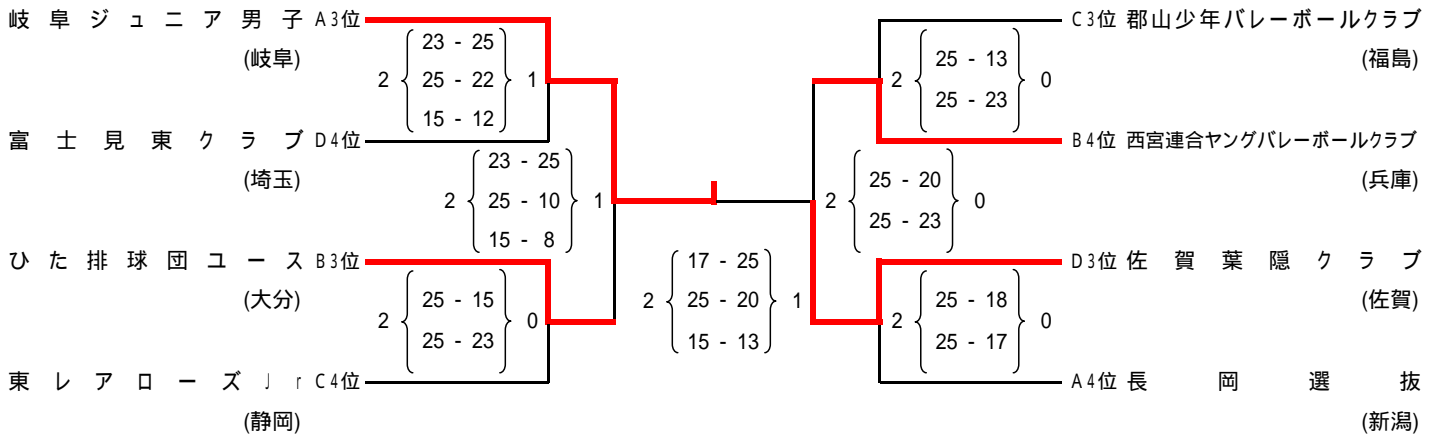 岐阜ジュニア男子 A3位
(岐阜)
2 23 - 25 1
25 - 22
15 - 12
富士見東クラブ D4位
(埼玉)
2 23 - 25 1
25 - 10
15 - 8
ひた排球団ユース B3位
(大分)
2 25 - 15 0
25 - 23
東レアローズJr C4位
(静岡)
2 17 - 25 1
25 - 20
15 - 13
C3位 郡山少年バレーボールクラブ
(福島)
2 25 - 13 0
25 - 23
B4位 西宮連合ヤングバレーボールクラブ
(兵庫)
2 25 - 20 0
25 - 23
D3位 佐賀葉隠クラブ
(佐賀)
2 25 - 18 0
25 - 17
A4位 長岡選抜
(新潟)